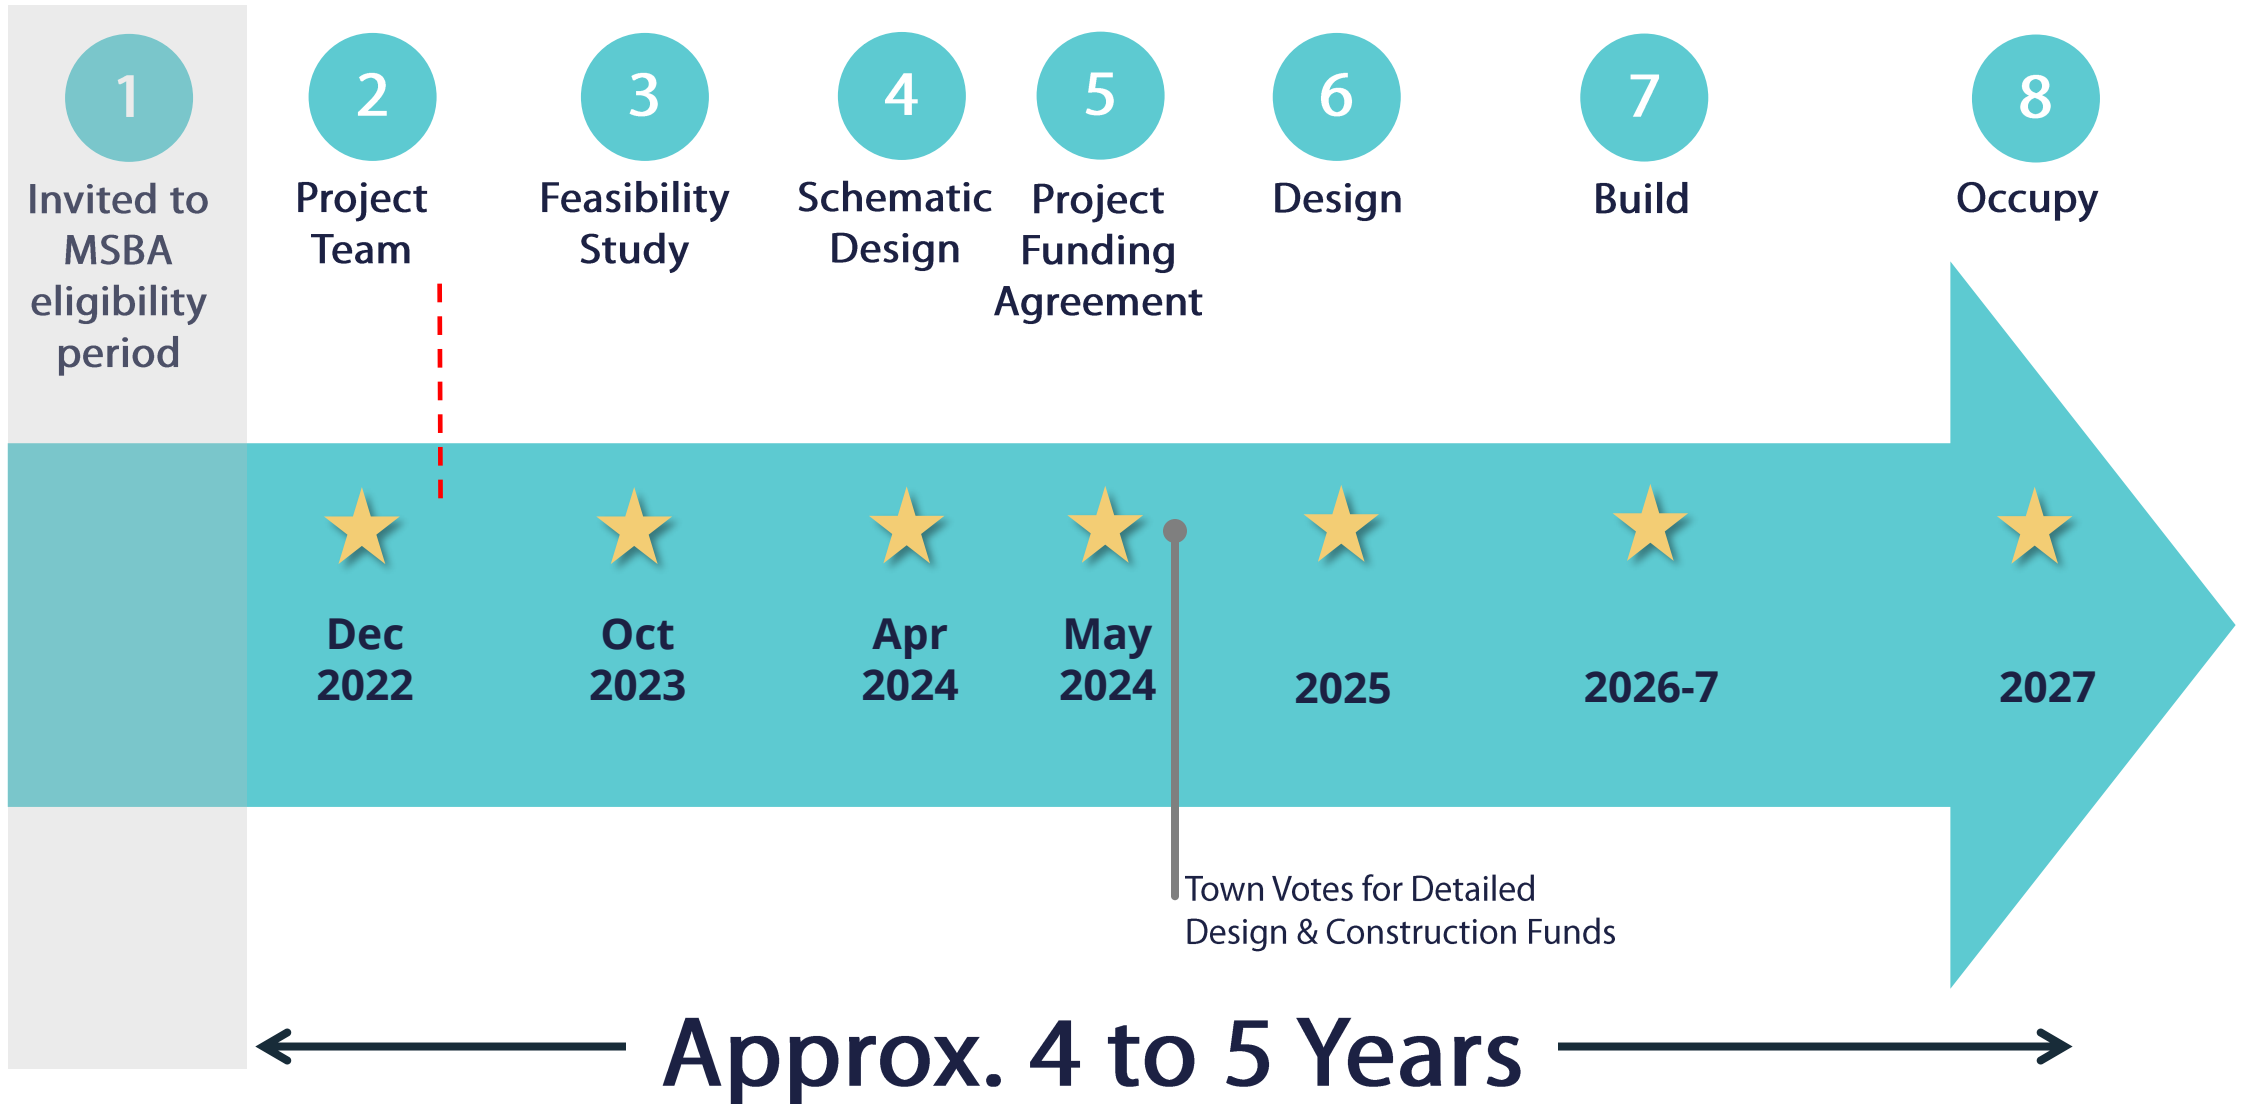 1
Invited to
MSBA
eligibility
period
2
Project
Team
3
Feasibility
Study
4
Schematic
Design
5
Project
Funding
Agreement
6
Design
7
Build
8
Occupy
Dec
2022
Oct
2023
Apr
2024
May
2024
2025
2026-7
2027
Town Votes for Detailed
Design & Construction Funds
Approx. 4 to 5 Years